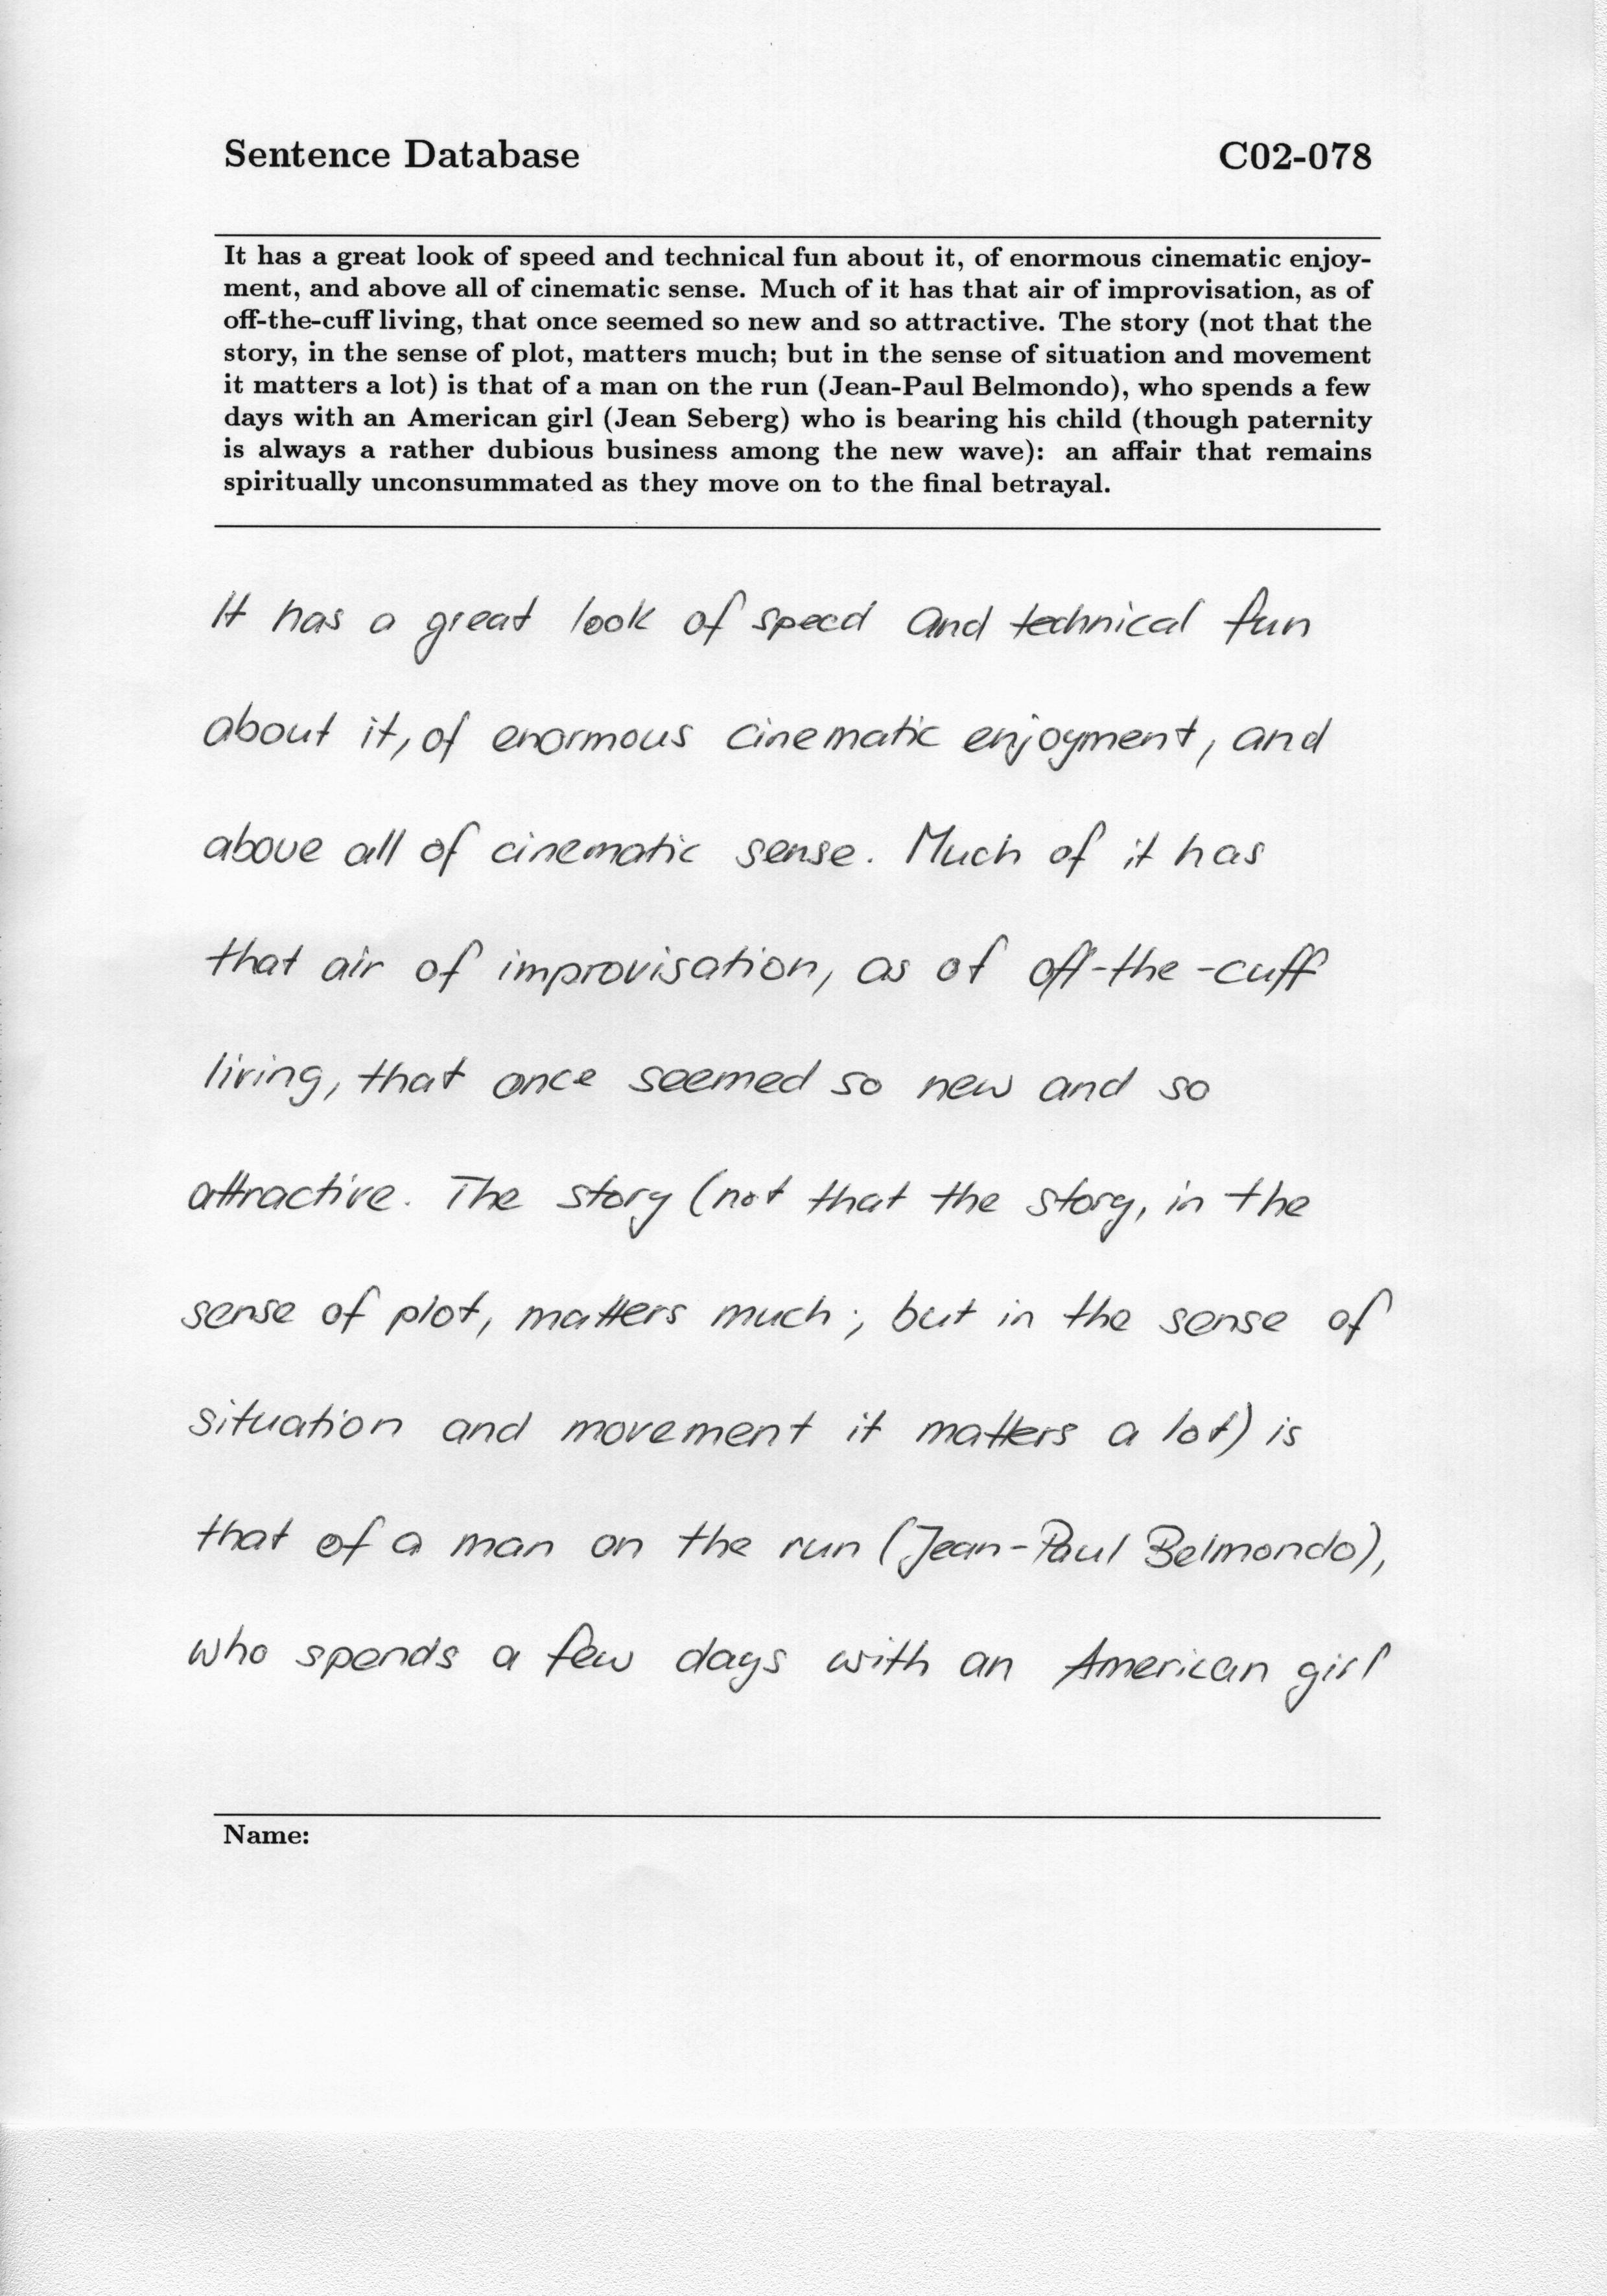 Sentence Database C02-078
It has a great look of speed and technical fun about it, of enormous cinematic enjoy-
ment, and above all of cinematic sense. Much of it has that air of improvisation, as of
off-the-cuff living, that once seemed so new and so attractive. The story (not that the
story, in the sense of plot, matters much; but in the sense of situation and movement
it matters a lot) is that of a man on the run (Jean-Paul Belmondo), who spends a few
days with an American girl (Jean Seberg) who is bearing his child (though paternity
is always a rather dubious business among the new wave): an affair that remains
spiritually unconsummated as they move on to the final betrayal.
It has a great look of speed and technical fun
about it, of enormous cinematic enjoyment, and
above all of cinematic sense. Much of it has
that air of improvisation, as of off-the-cuff
living, that once seemed so new and so
attractive. The story (not that the story, in the
sense of plot, matters much; but in the sense of
situation and movement it matters a lot) is
that of a man on the run (Jean-Paul Belmondo),
who spends a few days with an American girl
Name: